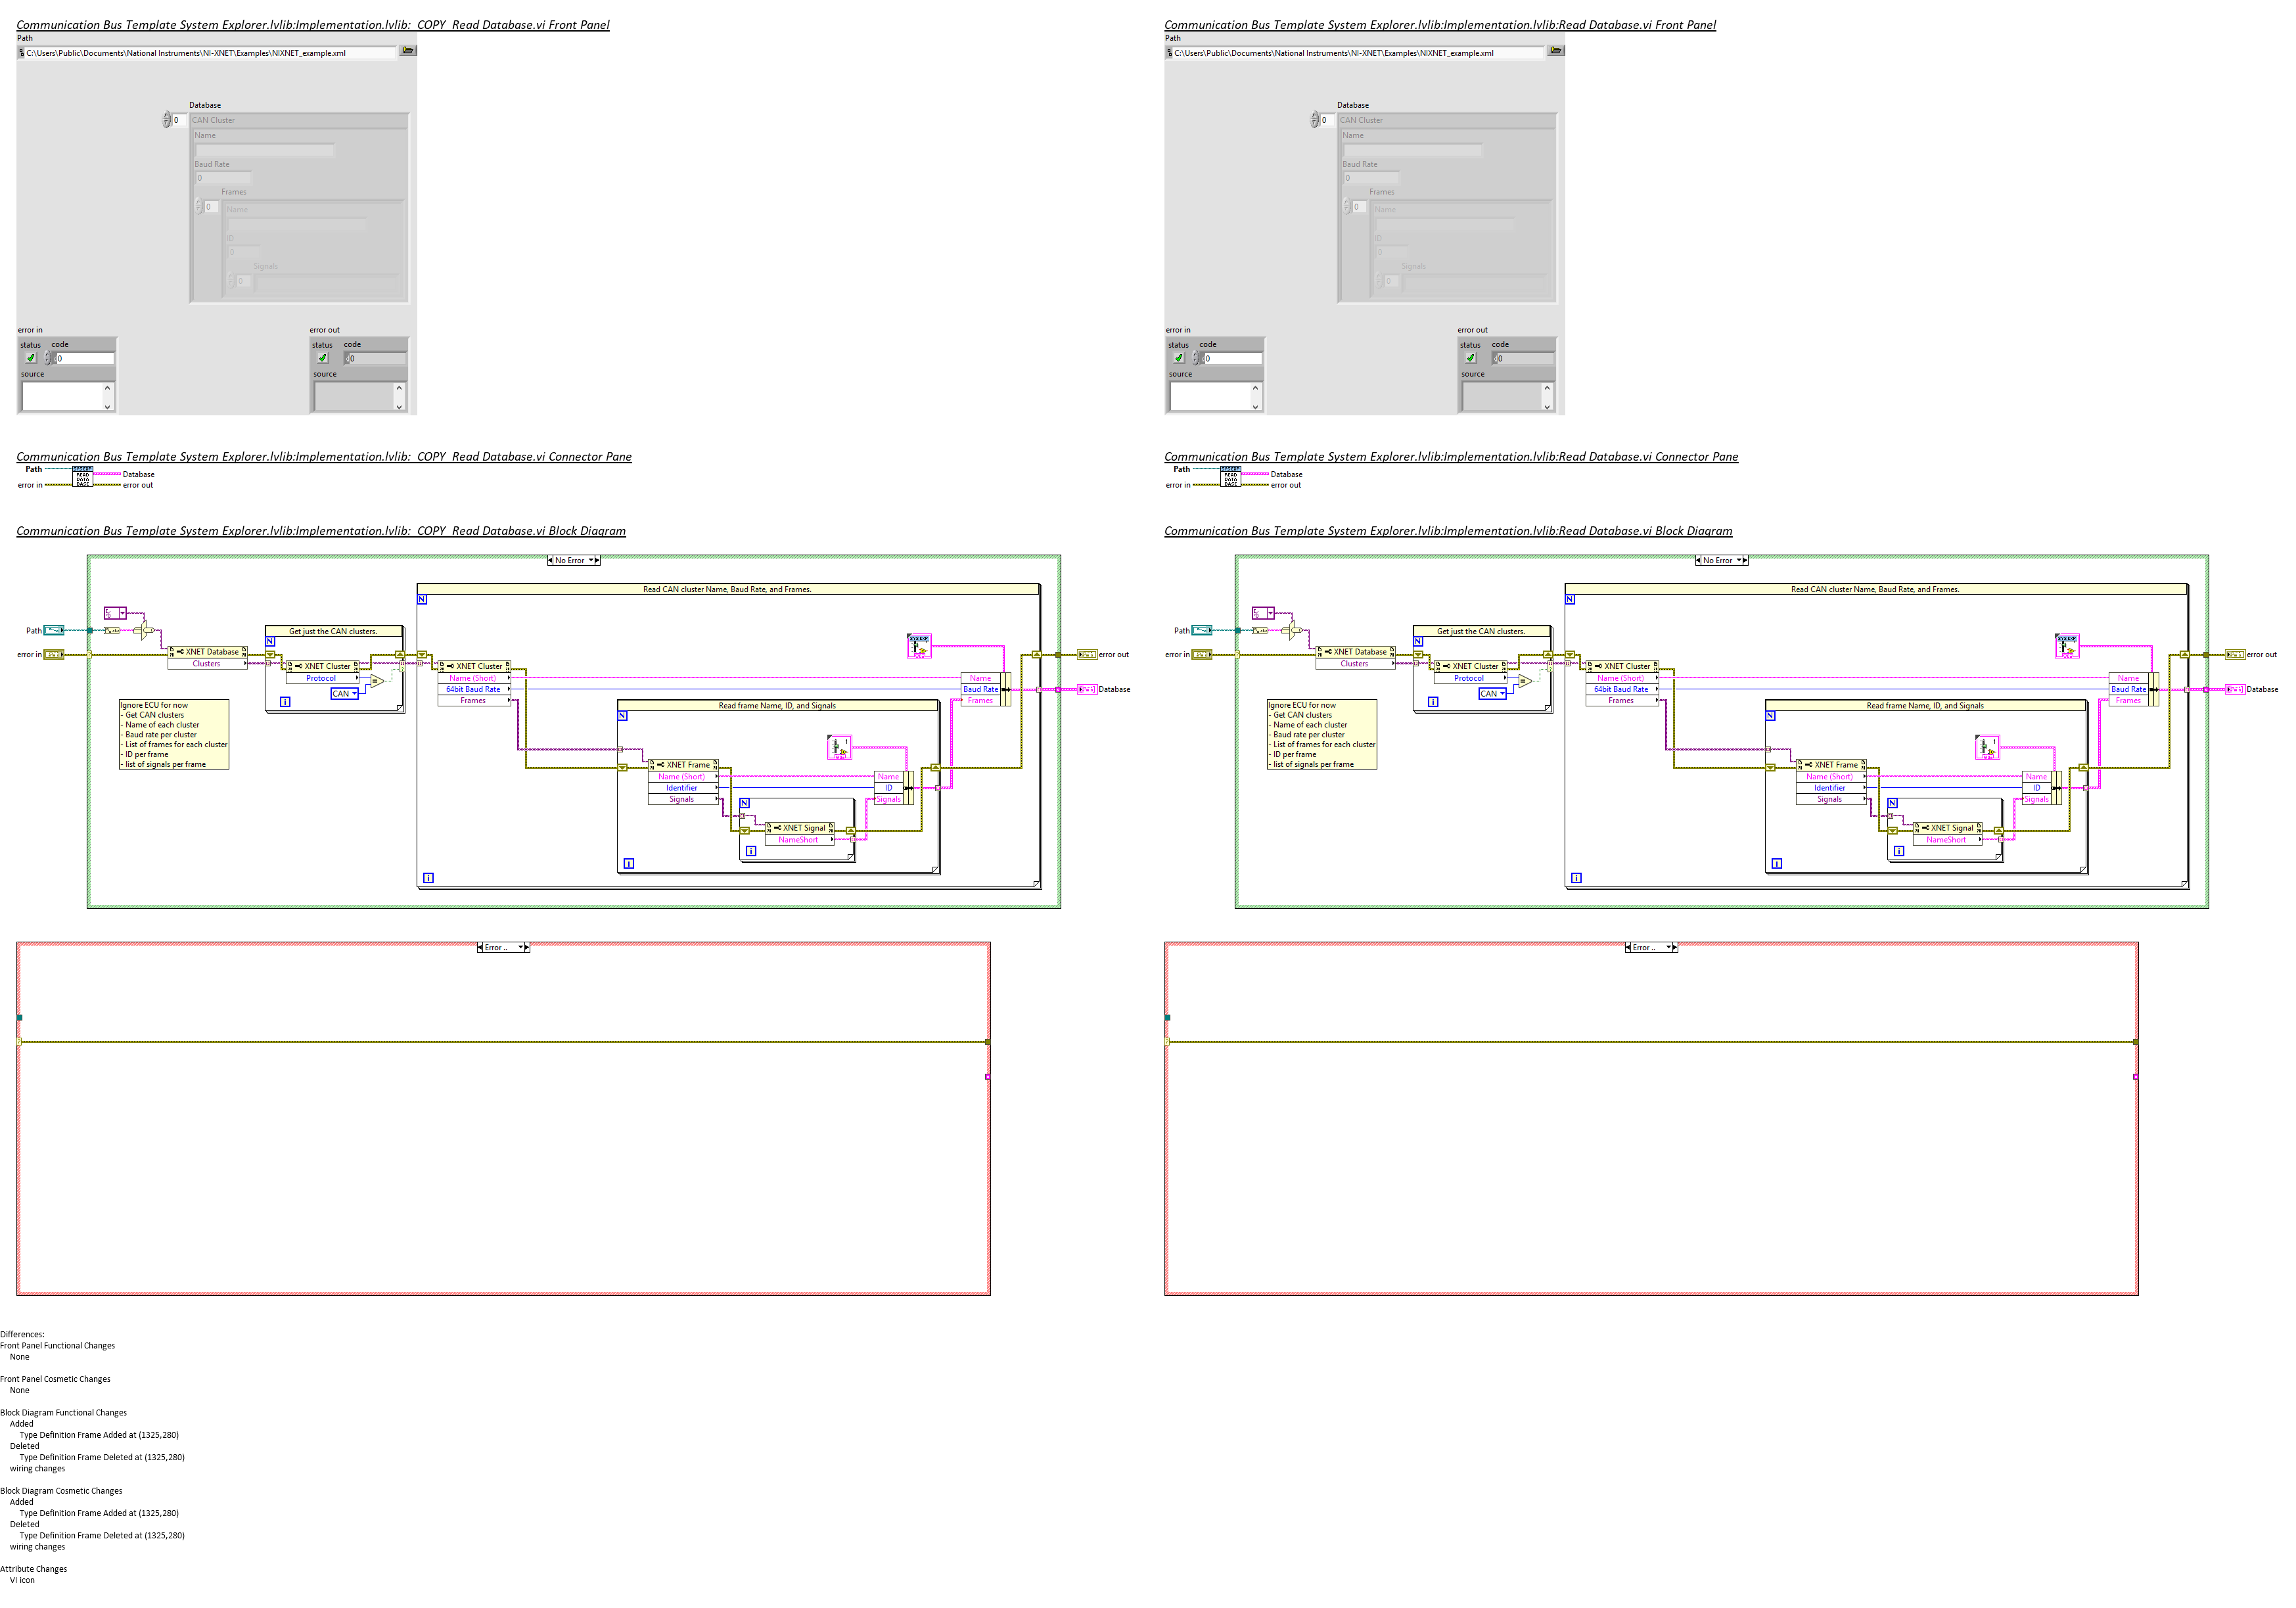 Communication Bus Template System Explorer.lvlib:Implementation.lvlib:_COPY_Read Database.vi Front Panel
Path
C:\Users\Public\Documents\National Instruments\NI-XNET\Examples\NIXNET_example.xml
Database
0
CAN Cluster
Name
Baud Rate
0
Frames
0
Name
ID
0
Signals
0
error in
status code
0
source
error out
status code
0
source
Communication Bus Template System Explorer.lvlib:Implementation.lvlib:_COPY_Read Database.vi Connector Pane
Path
READ DATA BASE
Database
error in
error out
Communication Bus Template System Explorer.lvlib:Implementation.lvlib:_COPY_Read Database.vi Block Diagram
No Error
Read CAN cluster Name, Baud Rate, and Frames.
N
Path
Get just the CAN clusters.
N
error in
XNET Database
Clusters
XNET Cluster
Protocol
CAN
i
XNET Cluster
Name (Short)
64bit Baud Rate
Frames
Name
Baud Rate
Frames
error out
Database
Ignore ECU for now
- Get CAN clusters
- Name of each cluster
- Baud rate per cluster
- List of frames for each cluster
- ID per frame
- list of signals per frame
Read frame Name, ID, and Signals
N
XNET Frame
Name (Short)
Identifier
Signals
Name
ID
Signals
N
XNET Signal
NameShort
i
i
i
Error ..
Communication Bus Template System Explorer.lvlib:Implementation.lvlib:Read Database.vi Front Panel
Path
C:\Users\Public\Documents\National Instruments\NI-XNET\Examples\NIXNET_example.xml
Database
0
CAN Cluster
Name
Baud Rate
0
Frames
0
Name
ID
0
Signals
0
error in
status code
0
source
error out
status code
0
source
Communication Bus Template System Explorer.lvlib:Implementation.lvlib:Read Database.vi Connector Pane
Path
READ DATA BASE
Database
error in
error out
Communication Bus Template System Explorer.lvlib:Implementation.lvlib:Read Database.vi Block Diagram
No Error
Read CAN cluster Name, Baud Rate, and Frames.
N
Path
Get just the CAN clusters.
N
error in
XNET Database
Clusters
XNET Cluster
Protocol
CAN
i
XNET Cluster
Name (Short)
64bit Baud Rate
Frames
Name
Baud Rate
Frames
error out
Database
Ignore ECU for now
- Get CAN clusters
- Name of each cluster
- Baud rate per cluster
- List of frames for each cluster
- ID per frame
- list of signals per frame
Read frame Name, ID, and Signals
N
XNET Frame
Name (Short)
Identifier
Signals
Name
ID
Signals
N
XNET Signal
NameShort
i
i
i
Error ..
Differences:
Front Panel Functional Changes
None
Front Panel Cosmetic Changes
None
Block Diagram Functional Changes
Added
Type Definition Frame Added at (1325,280)
Deleted
Type Definition Frame Deleted at (1325,280)
wiring changes
Block Diagram Cosmetic Changes
Added
Type Definition Frame Added at (1325,280)
Deleted
Type Definition Frame Deleted at (1325,280)
wiring changes
Attribute Changes
VI icon